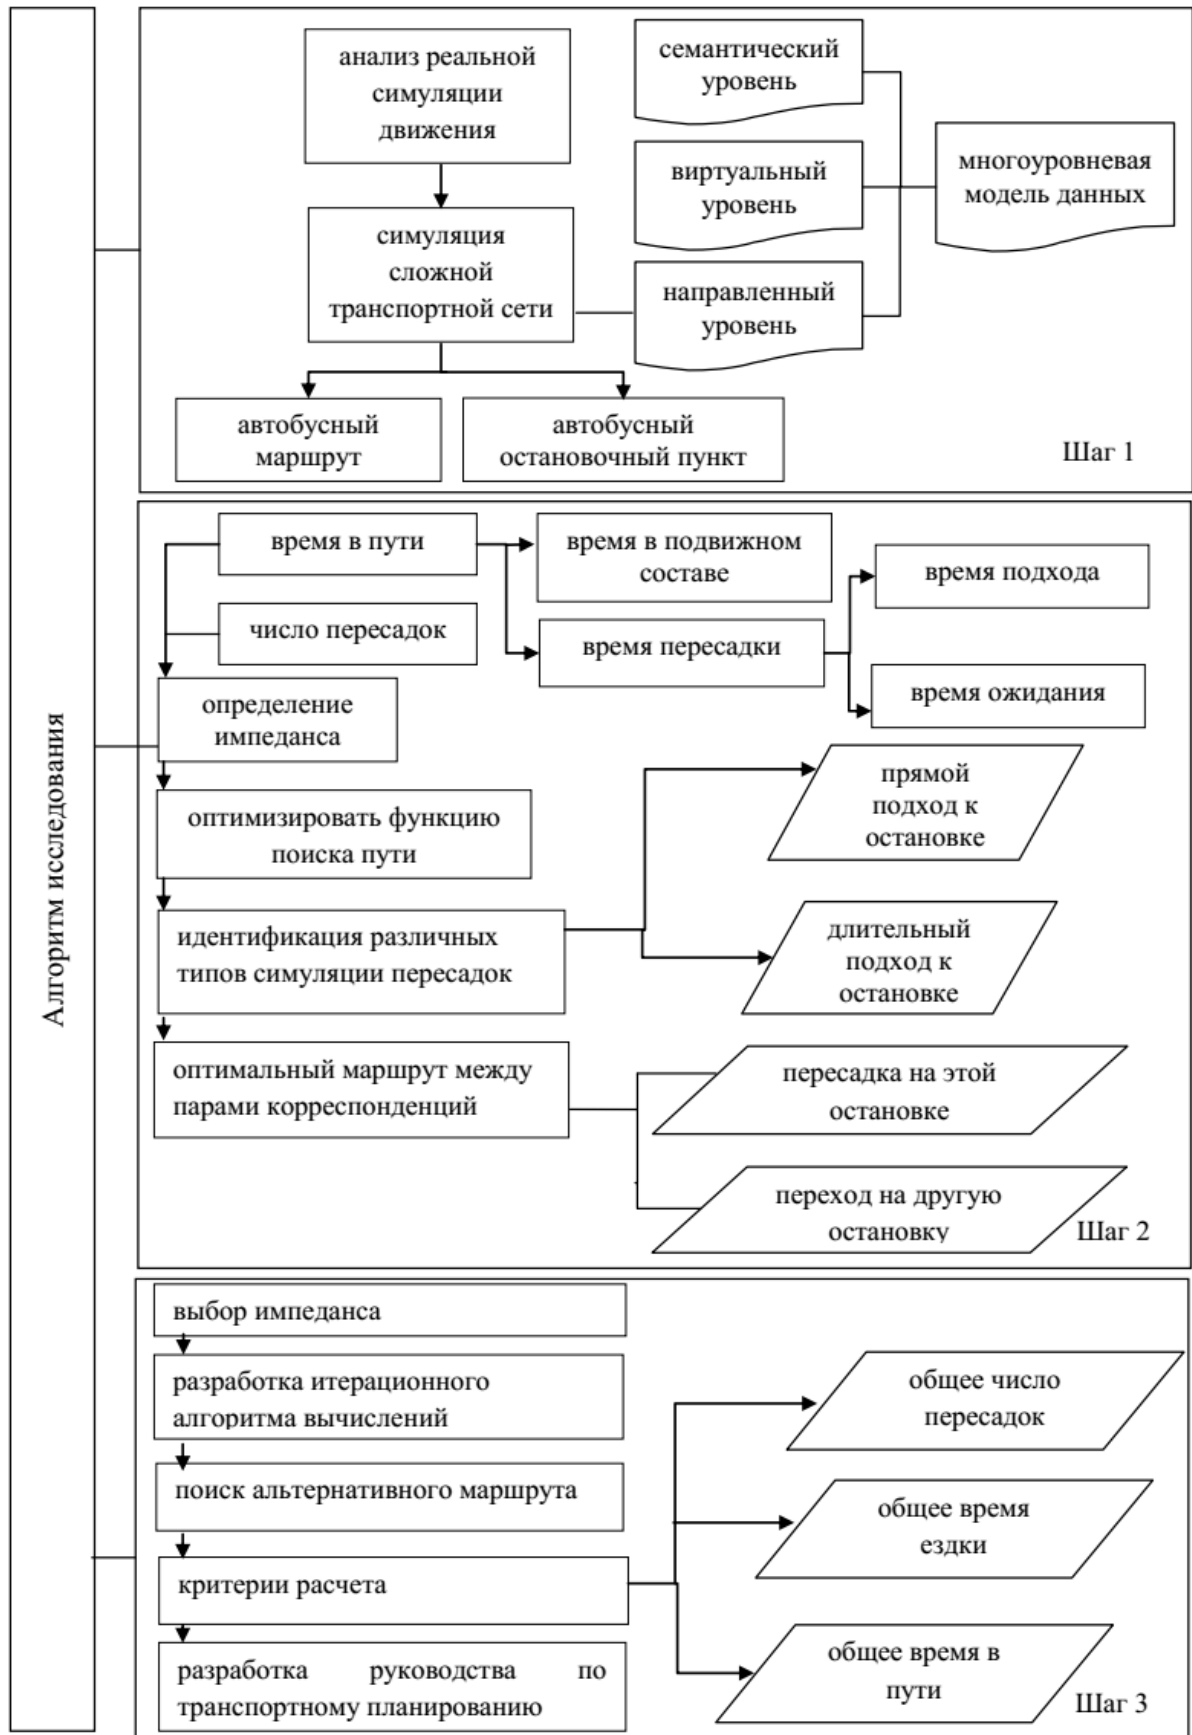 Алгоритм исследования
анализ реальной
симуляции
движения
симуляция
сложной
транспортной сети
автобусный
маршрут
автобусный
остановочный пункт
семантический
уровень
виртуальный
уровень
направленный
уровень
многоуровневая
модель данных
Шаг 1
время в пути
число пересадок
время в подвижном
составе
время пересадки
время подхода
время ожидания
определение
импеданса
оптимизировать функцию
поиска пути
идентификация различных
типов симуляции пересадок
оптимальный маршрут между
парами корреспонденций
прямой
подход к
остановке
длительный
подход к
остановке
пересадка на этой
остановке
переход на другую
остановку
Шаг 2
выбор импеданса
разработка итерационного
алгоритма вычислений
поиск альтернативного маршрута
критерии расчета
разработка руководства по
транспортному планированию
общее число
пересадок
общее время
ездки
общее время в
пути
Шаг 3